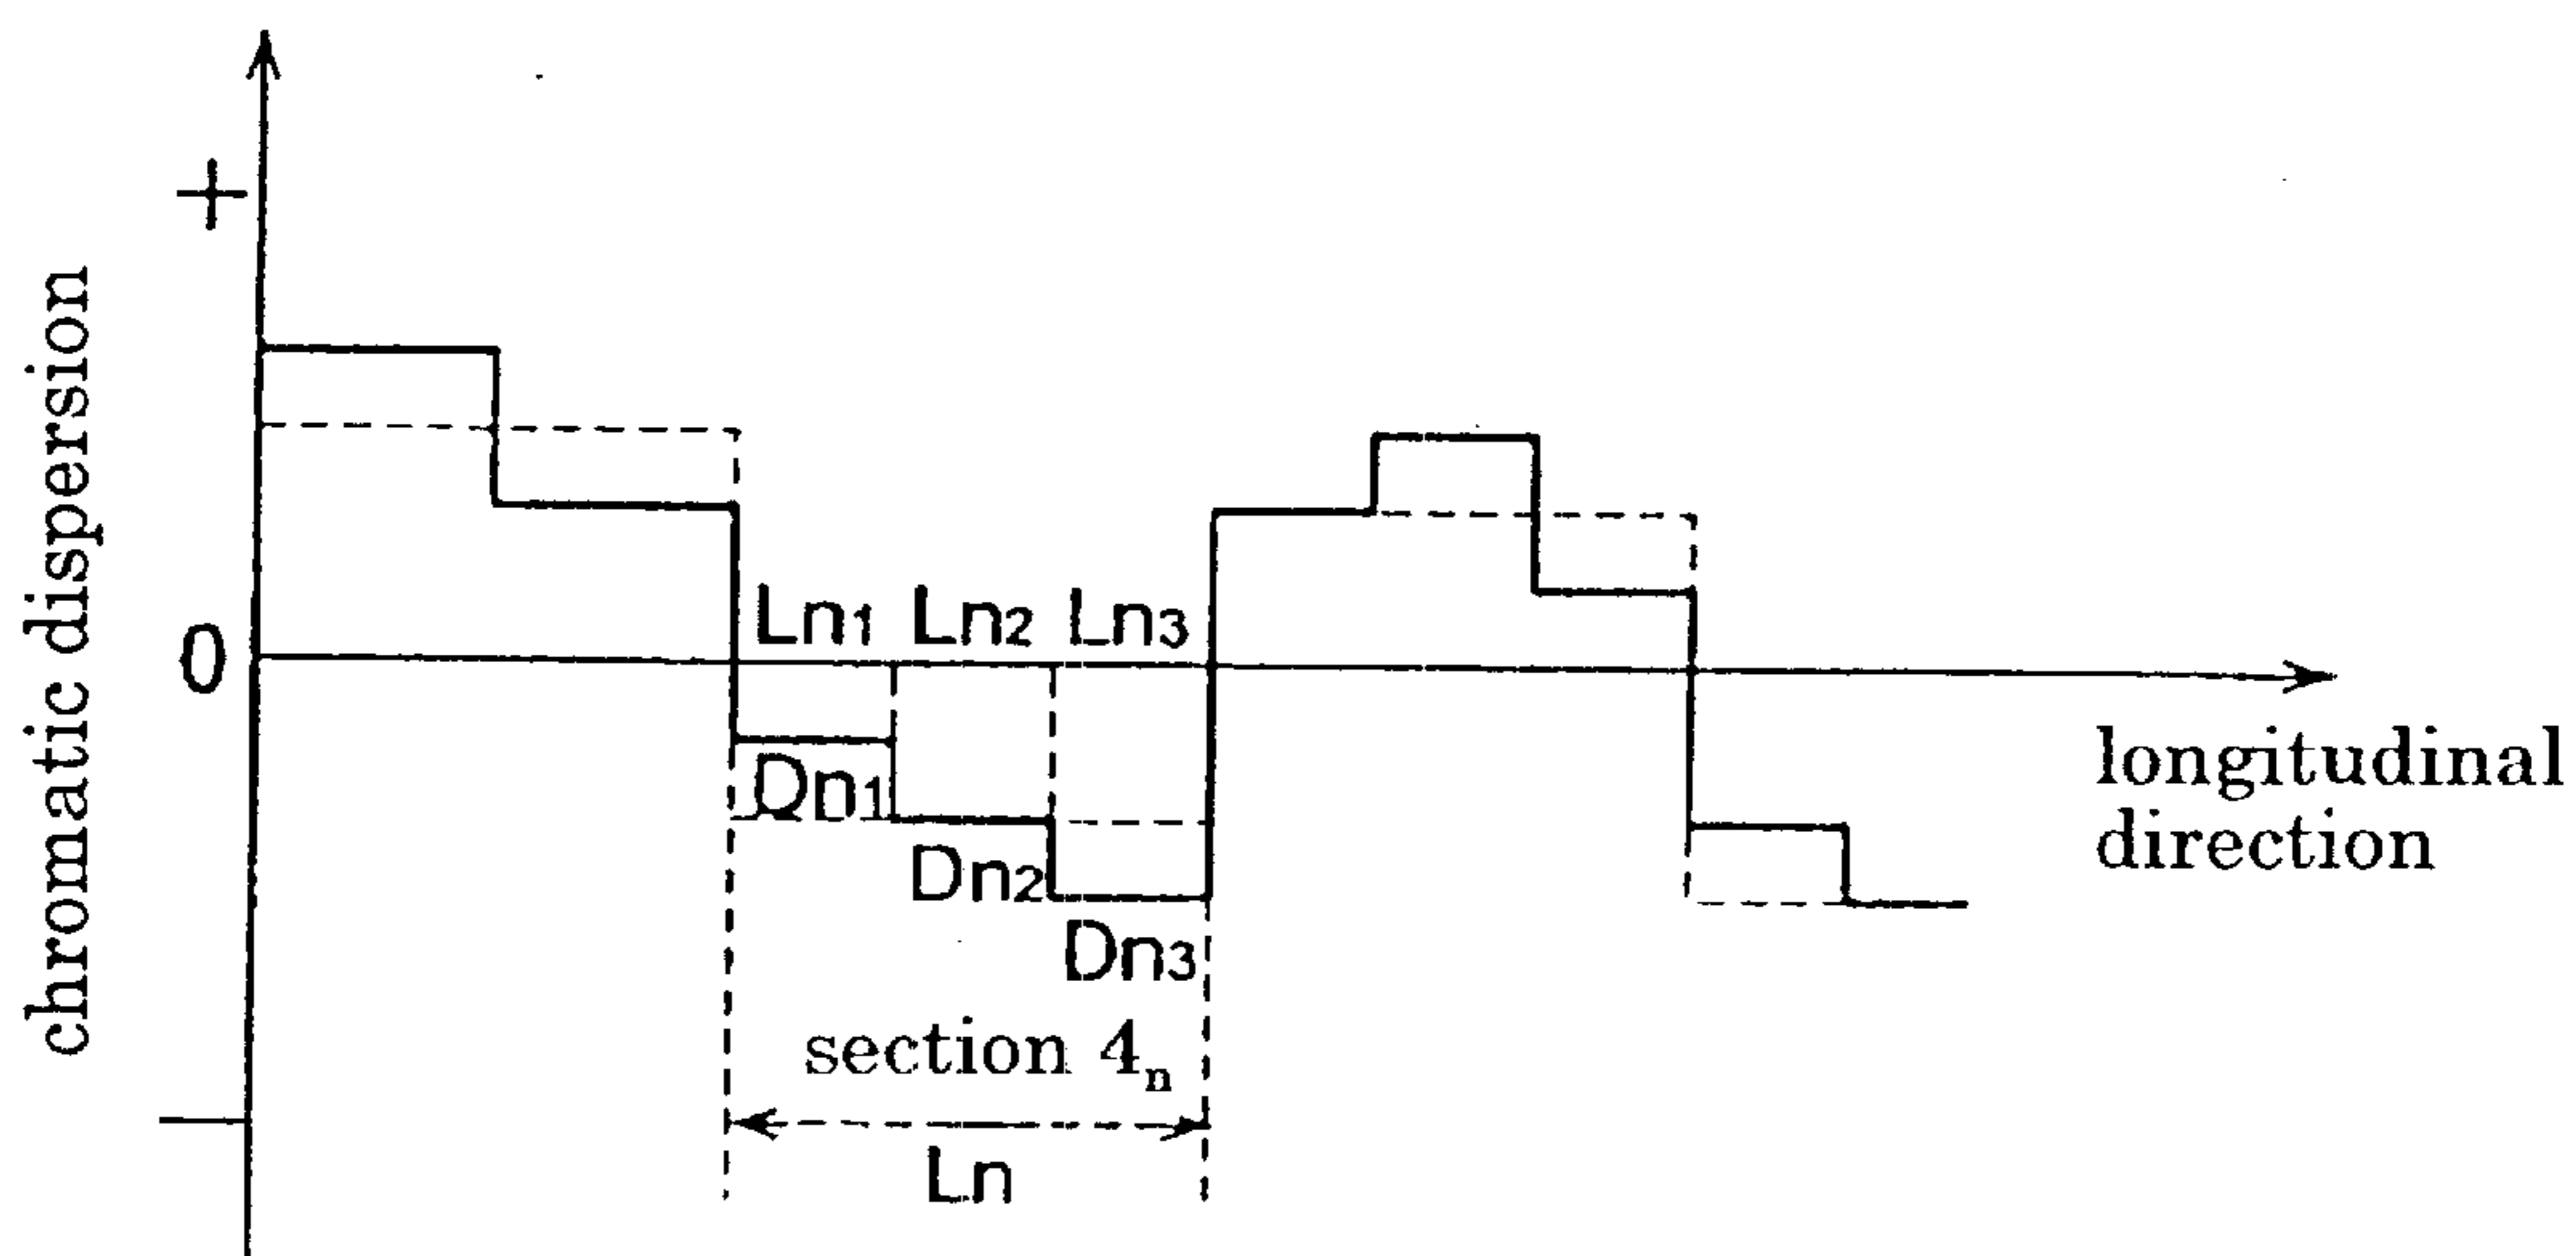 +
chromatic dispersion
0
Ln1 Ln2 Ln3
Dn1
Dn2
Dn3
longitudinal
direction
section 4n
Ln
—